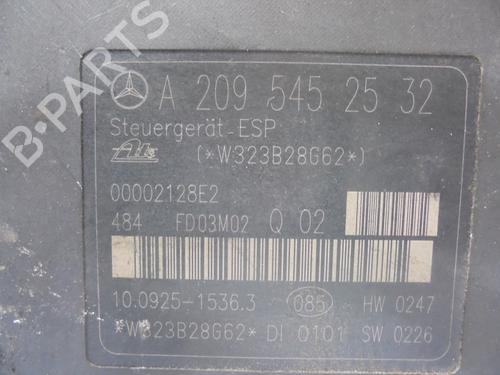 A 209 545 25 32
Steuergerät-ESP
Ate (*W323B28G62*)
00002128E2
484 FD03M02 Q 02
10.0925-1536.3 085 HW 0247
*W323B28G62* DI 0101 SW 0226
B-PARTS